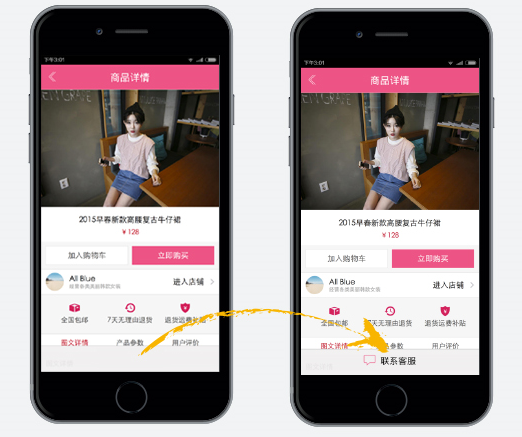 下午3:01
商品详情
2015早春新款高腰复古牛仔裙
¥128
加入购物车 立即购买
All Blue
进入店铺
全国包邮 7天无理由退货 退货运费补贴
图文详情 产品参数 用户评价
下午3:01
商品详情
2015早春新款高腰复古牛仔裙
¥128
加入购物车 立即购买
All Blue
进入店铺
全国包邮 7天无理由退货 退货运费补贴
图文详情 产品参数 用户评价
联系客服